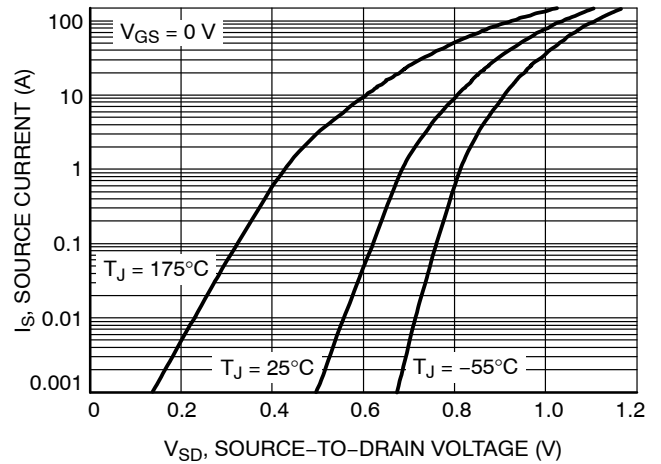 100
10
1
0.1
0.01
0.001
I_S, SOURCE CURRENT (A)
V_GS = 0 V
T_J = 175°C
T_J = 25°C
T_J = −55°C
0 0.2 0.4 0.6 0.8 1.0 1.2
V_SD, SOURCE−TO−DRAIN VOLTAGE (V)